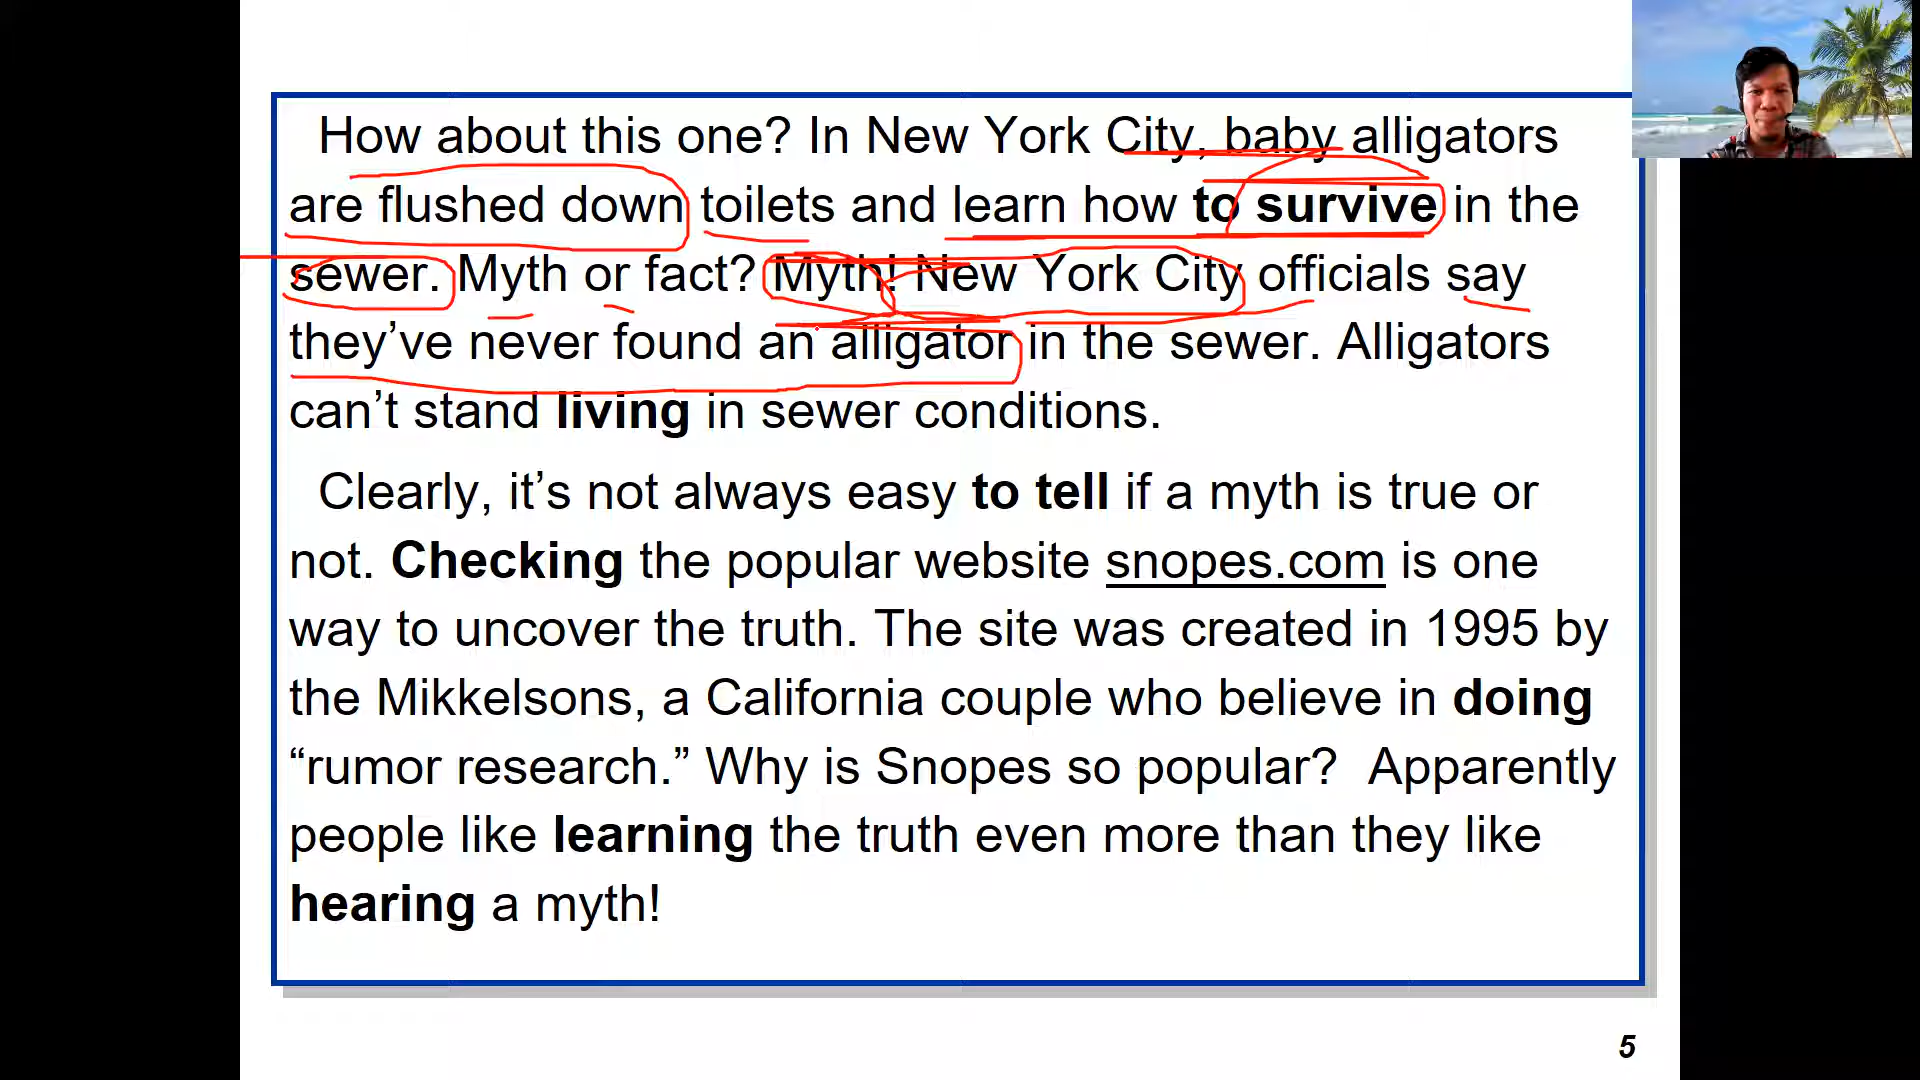 How about this one? In New York City, baby alligators
are flushed down toilets and learn how to survive in the
sewer. Myth or fact? Myth! New York City officials say
they’ve never found an alligator in the sewer. Alligators
can’t stand living in sewer conditions.
Clearly, it’s not always easy to tell if a myth is true or
not. Checking the popular website snopes.com is one
way to uncover the truth. The site was created in 1995 by
the Mikkelsons, a California couple who believe in doing
“rumor research.” Why is Snopes so popular?  Apparently
people like learning the truth even more than they like
hearing a myth!
5